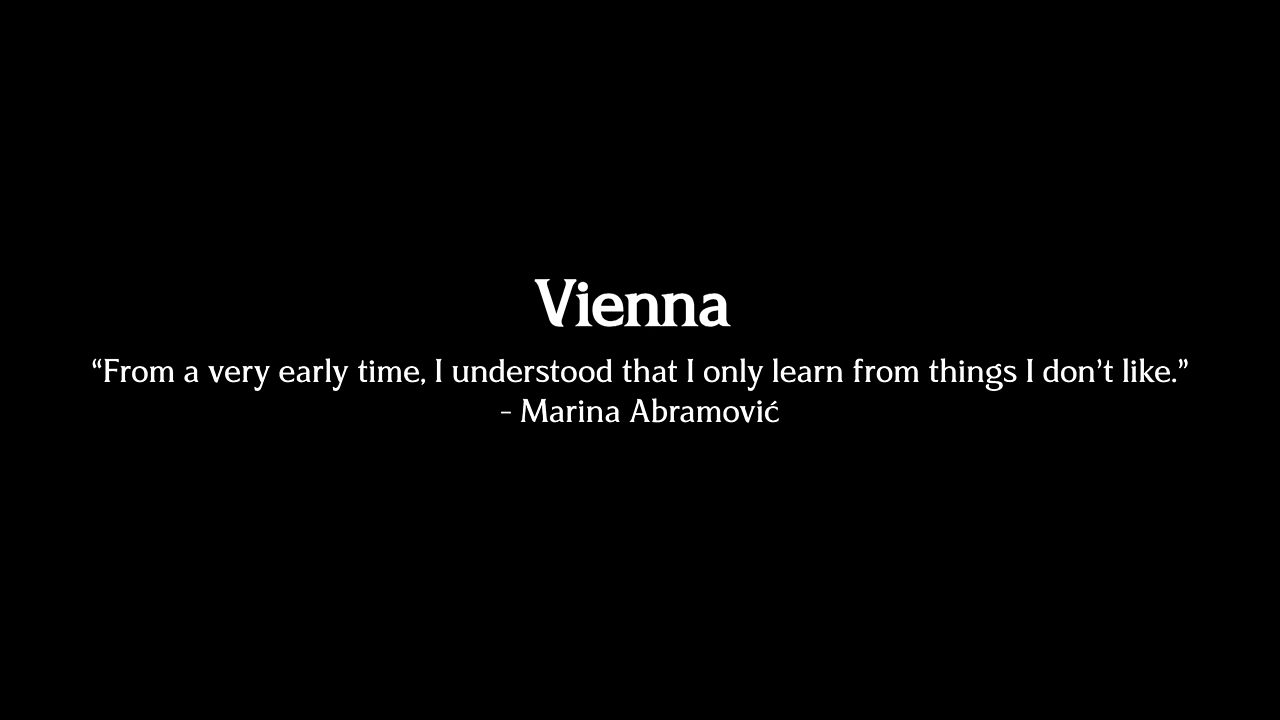 Vienna
“From a very early time, I understood that I only learn from things I don’t like.”
- Marina Abramović